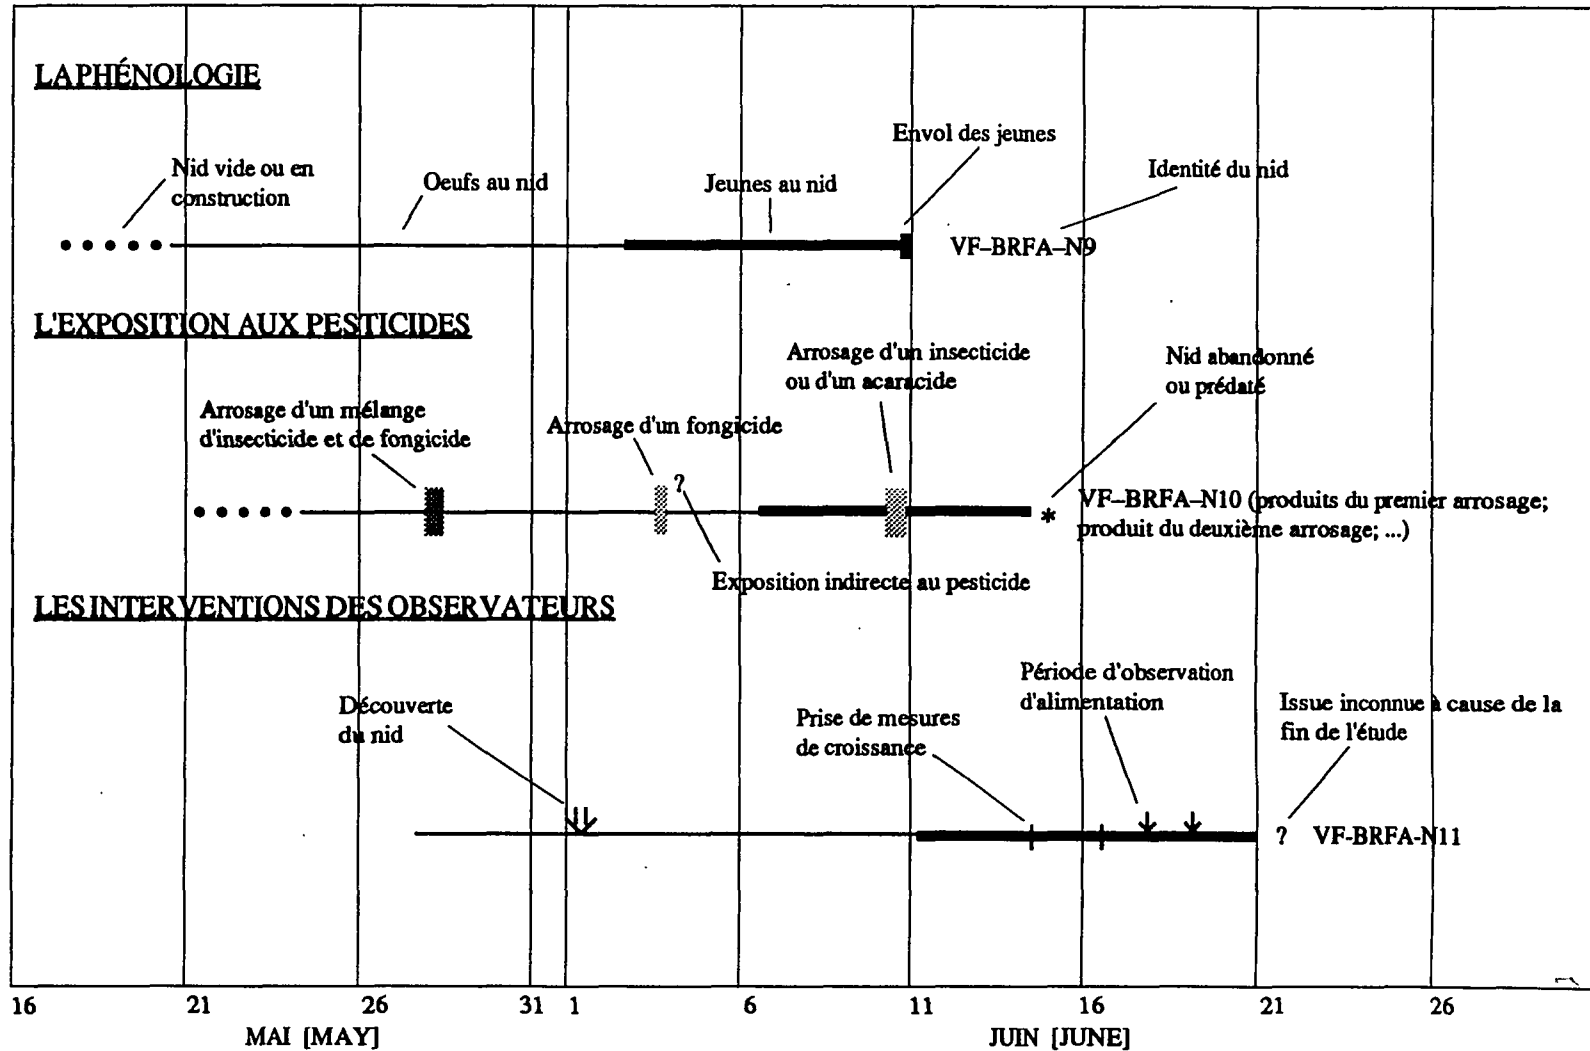 LA PHÉNOLOGIE
Envol des jeunes
Nid vide ou en
construction
Oeufs au nid
Jeunes au nid
Identité du nid
VF–BRFA–N9
L'EXPOSITION AUX PESTICIDES
Arrosage d'un insecticide
ou d'un acaracide
Nid abandonné
ou prédaté
Arrosage d'un mélange
d'insecticide et de fongicide
Arrosage d'un fongicide
?
*
VF–BRFA–N10 (produits du premier arrosage;
produit du deuxième arrosage; ...)
Exposition indirecte au pesticide
LES INTERVENTIONS DES OBSERVATEURS
Période d'observation
d'alimentation
Découverte
du nid
Prise de mesures
de croissance
Issue inconnue à cause de la
fin de l'étude
? VF-BRFA-N11
16 21 26 31 1 6 11 16 21 26
MAI [MAY] JUIN [JUNE]